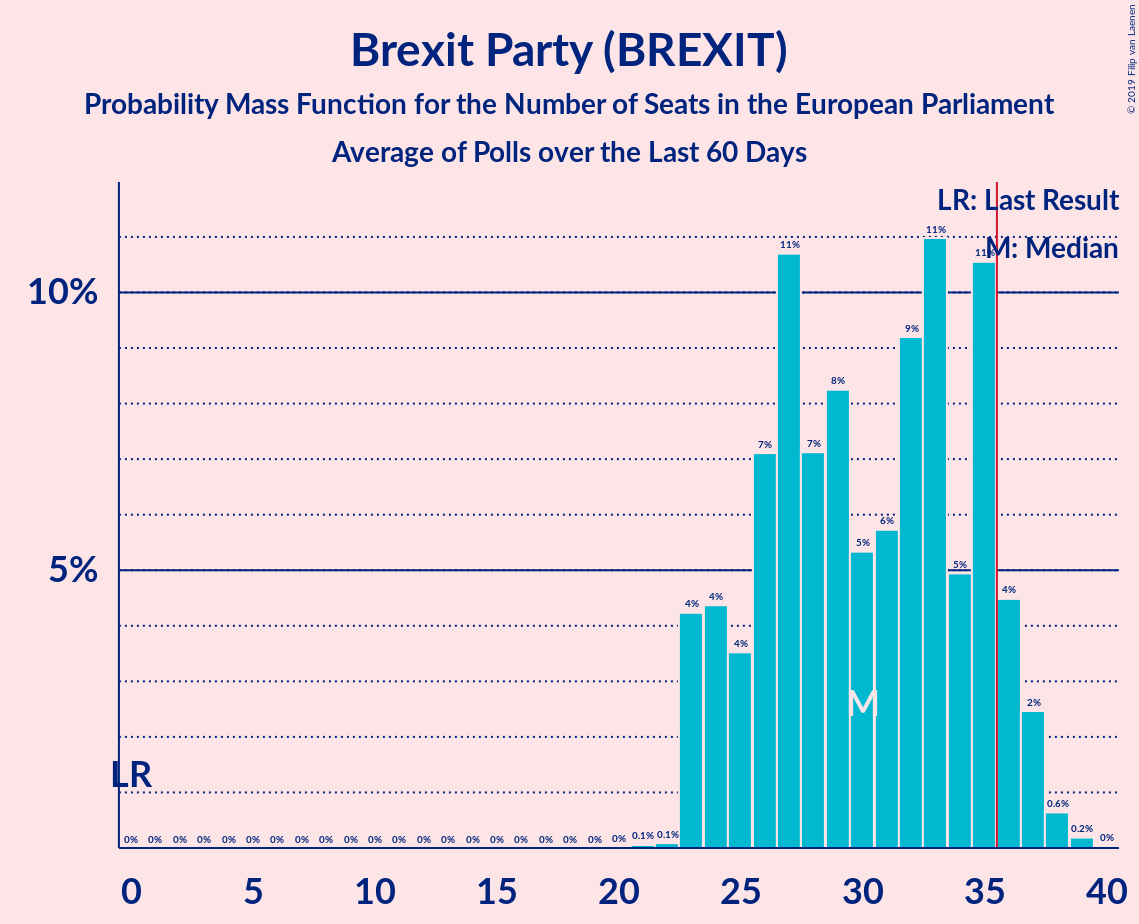 Brexit Party (BREXIT)
Probability Mass Function for the Number of Seats in the European Parliament
Average of Polls over the Last 60 Days
© 2019 Filip van Laenen
LR: Last Result
M: Median
10%
5%
11%
11%
11%
9%
8%
7%
7%
6%
5%
5%
4%
4%
4%
4%
2%
M
LR
0.6%
0% 0% 0% 0% 0% 0% 0% 0% 0% 0% 0% 0% 0% 0% 0% 0% 0% 0% 0% 0% 0% 0.1% 0.1% 0.2% 0%
0 5 10 15 20 25 30 35 40